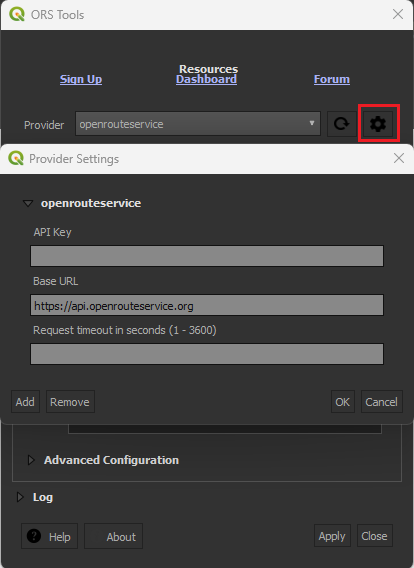 ORS Tools
Resources
Sign Up Dashboard Forum
Provider openrouteservice
Provider Settings
openrouteservice
API Key
Base URL
https://api.openrouteservice.org
Request timeout in seconds (1 - 3600)
Add Remove OK Cancel
Advanced Configuration
Log
Help About Apply Close